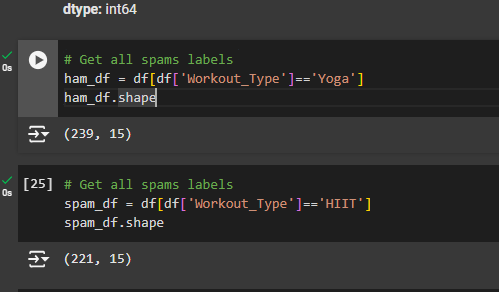 dtype: int64
0s
# Get all spams labels
ham_df = df[df['Workout_Type']=='Yoga']
ham_df.shape
(239, 15)
[25]
0s
# Get all spams labels
spam_df = df[df['Workout_Type']=='HIIT']
spam_df.shape
(221, 15)